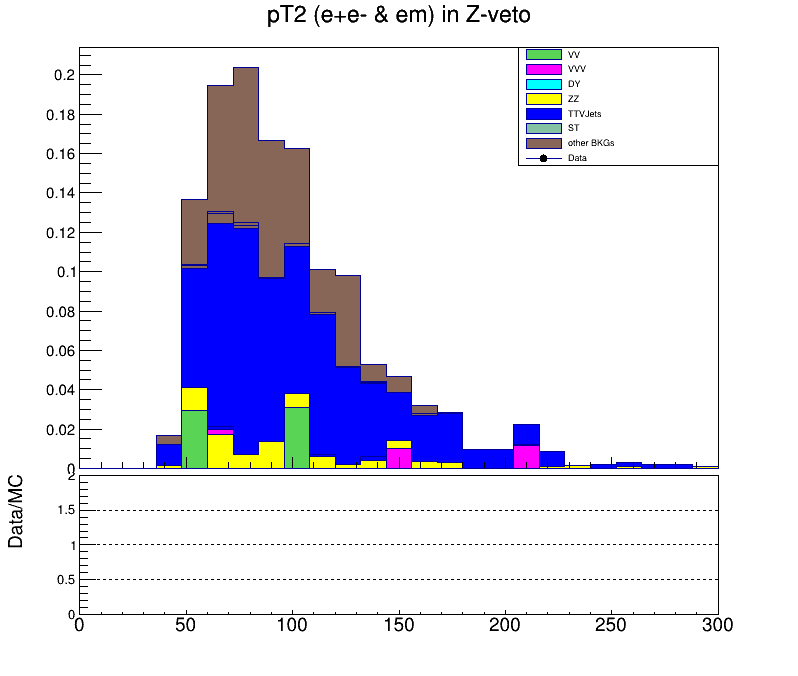 pT2 (e+e- & em) in Z-veto
VV
VVV
DY
ZZ
TTVJets
ST
other BKGs
Data
0.2
0.18
0.16
0.14
0.12
0.1
0.08
0.06
0.04
0.02
0
Data/MC
2
1.5
1
0.5
0
0 50 100 150 200 250 300